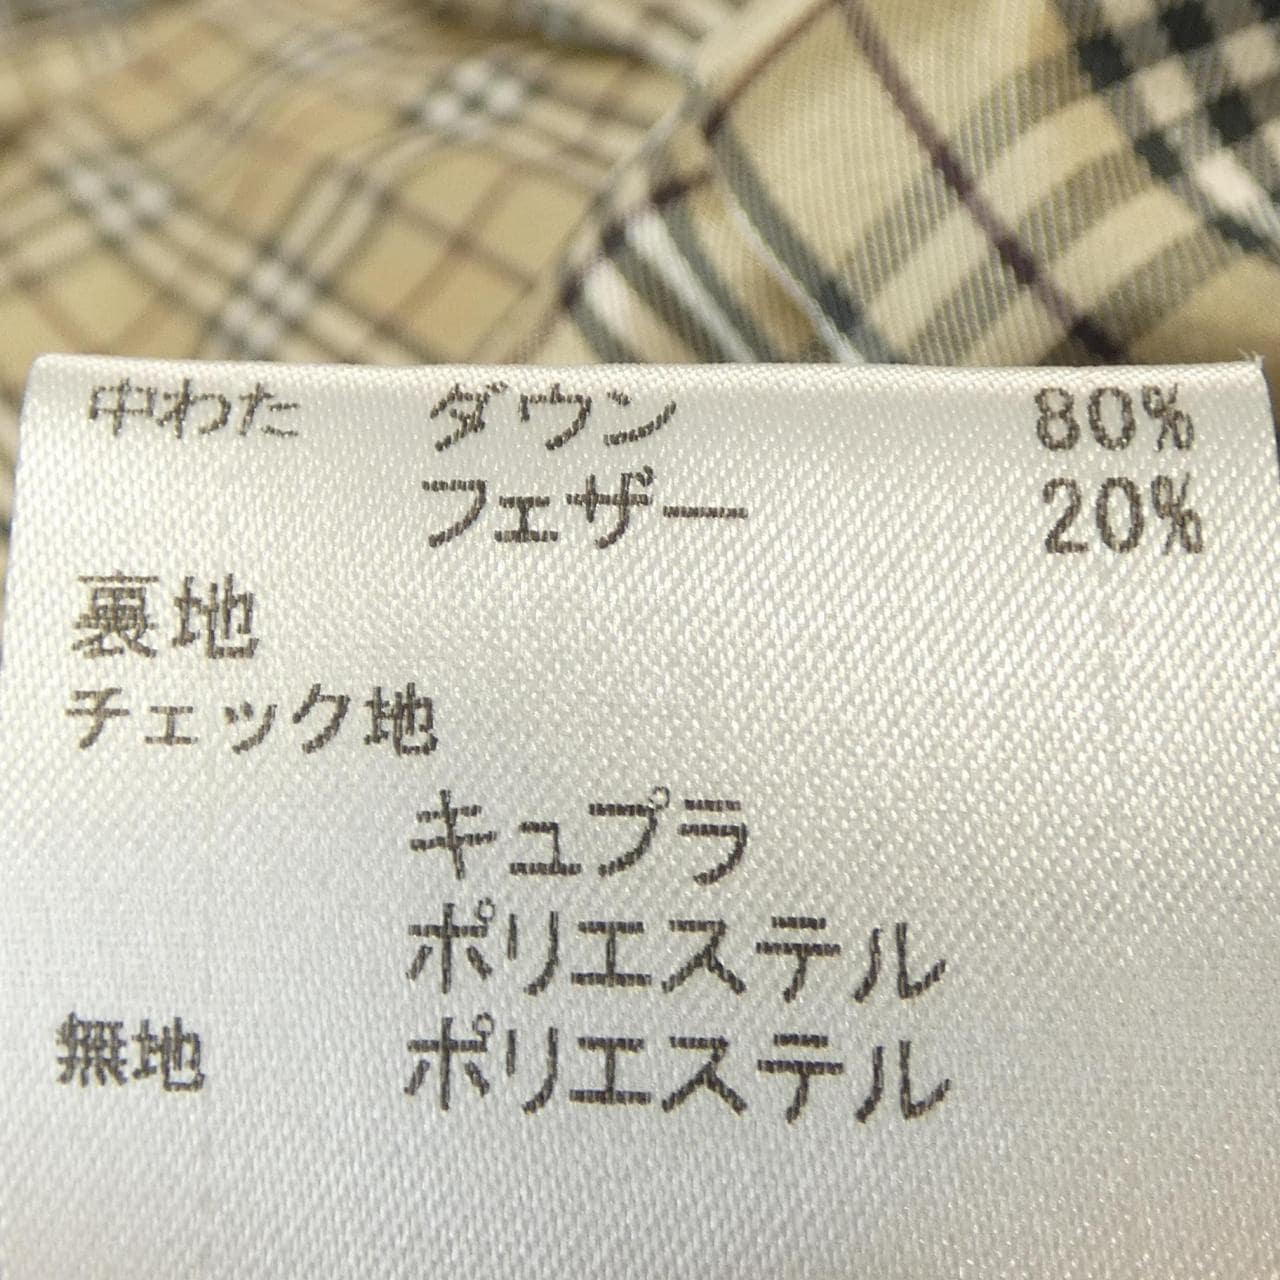 中わた ダウン 80%
フェザー 20%
裏地
チェック地
キュプラ
ポリエステル
無地 ポリエステル